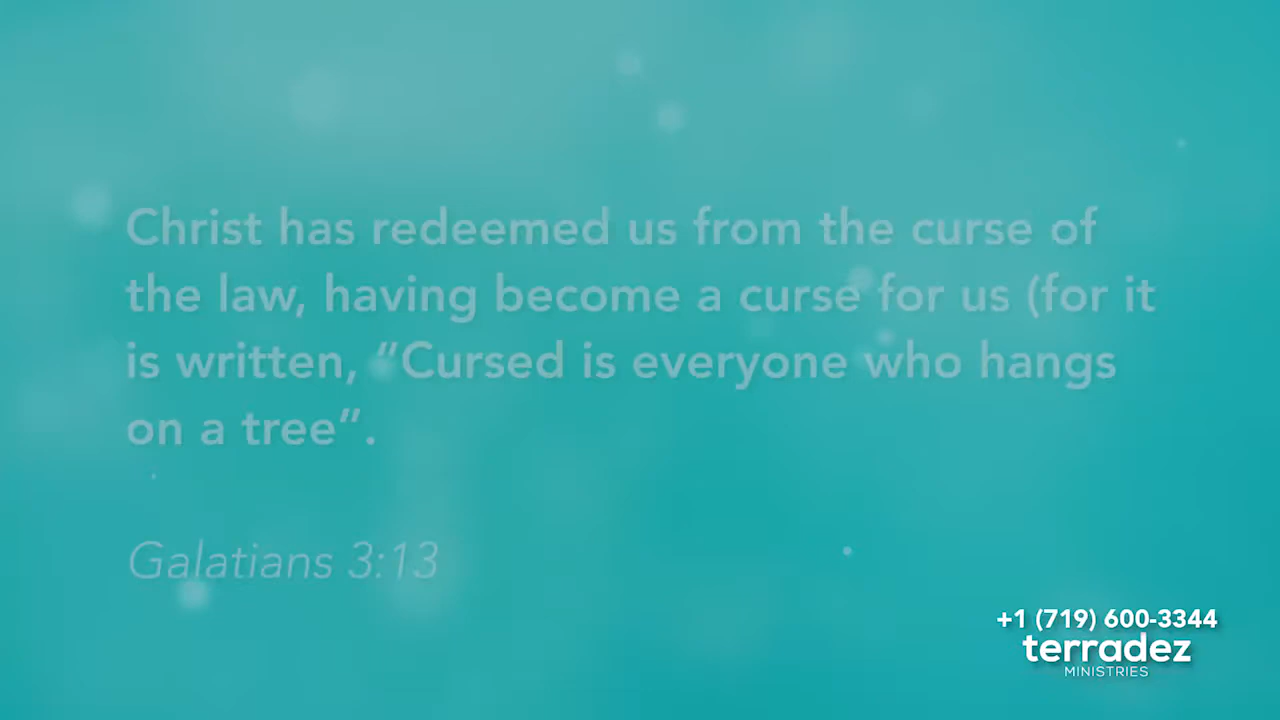 Christ has redeemed us from the curse of
the law, having become a curse for us (for it
is written, “Cursed is everyone who hangs
on a tree”.
Galatians 3:13
+1 (719) 600-3344
terradez
MINISTRIES